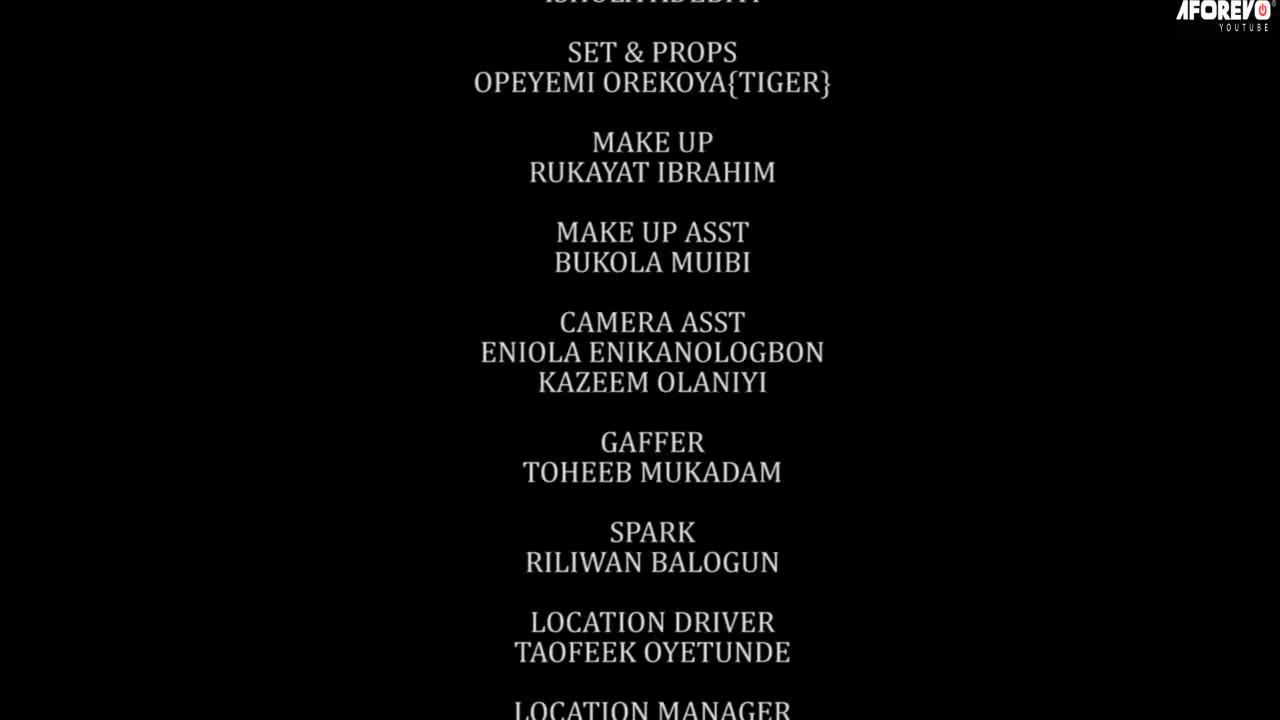 AFOREVO
YOUTUBE
SET & PROPS
OPEYEMI OREKOYA{TIGER}
MAKE UP
RUKAYAT IBRAHIM
MAKE UP ASST
BUKOLA MUIBI
CAMERA ASST
ENIOLA ENIKANOLOGBON
KAZEEM OLANIYI
GAFFER
TOHEEB MUKADAM
SPARK
RILIWAN BALOGUN
LOCATION DRIVER
TAOFEEK OYETUNDE
LOCATION MANAGER